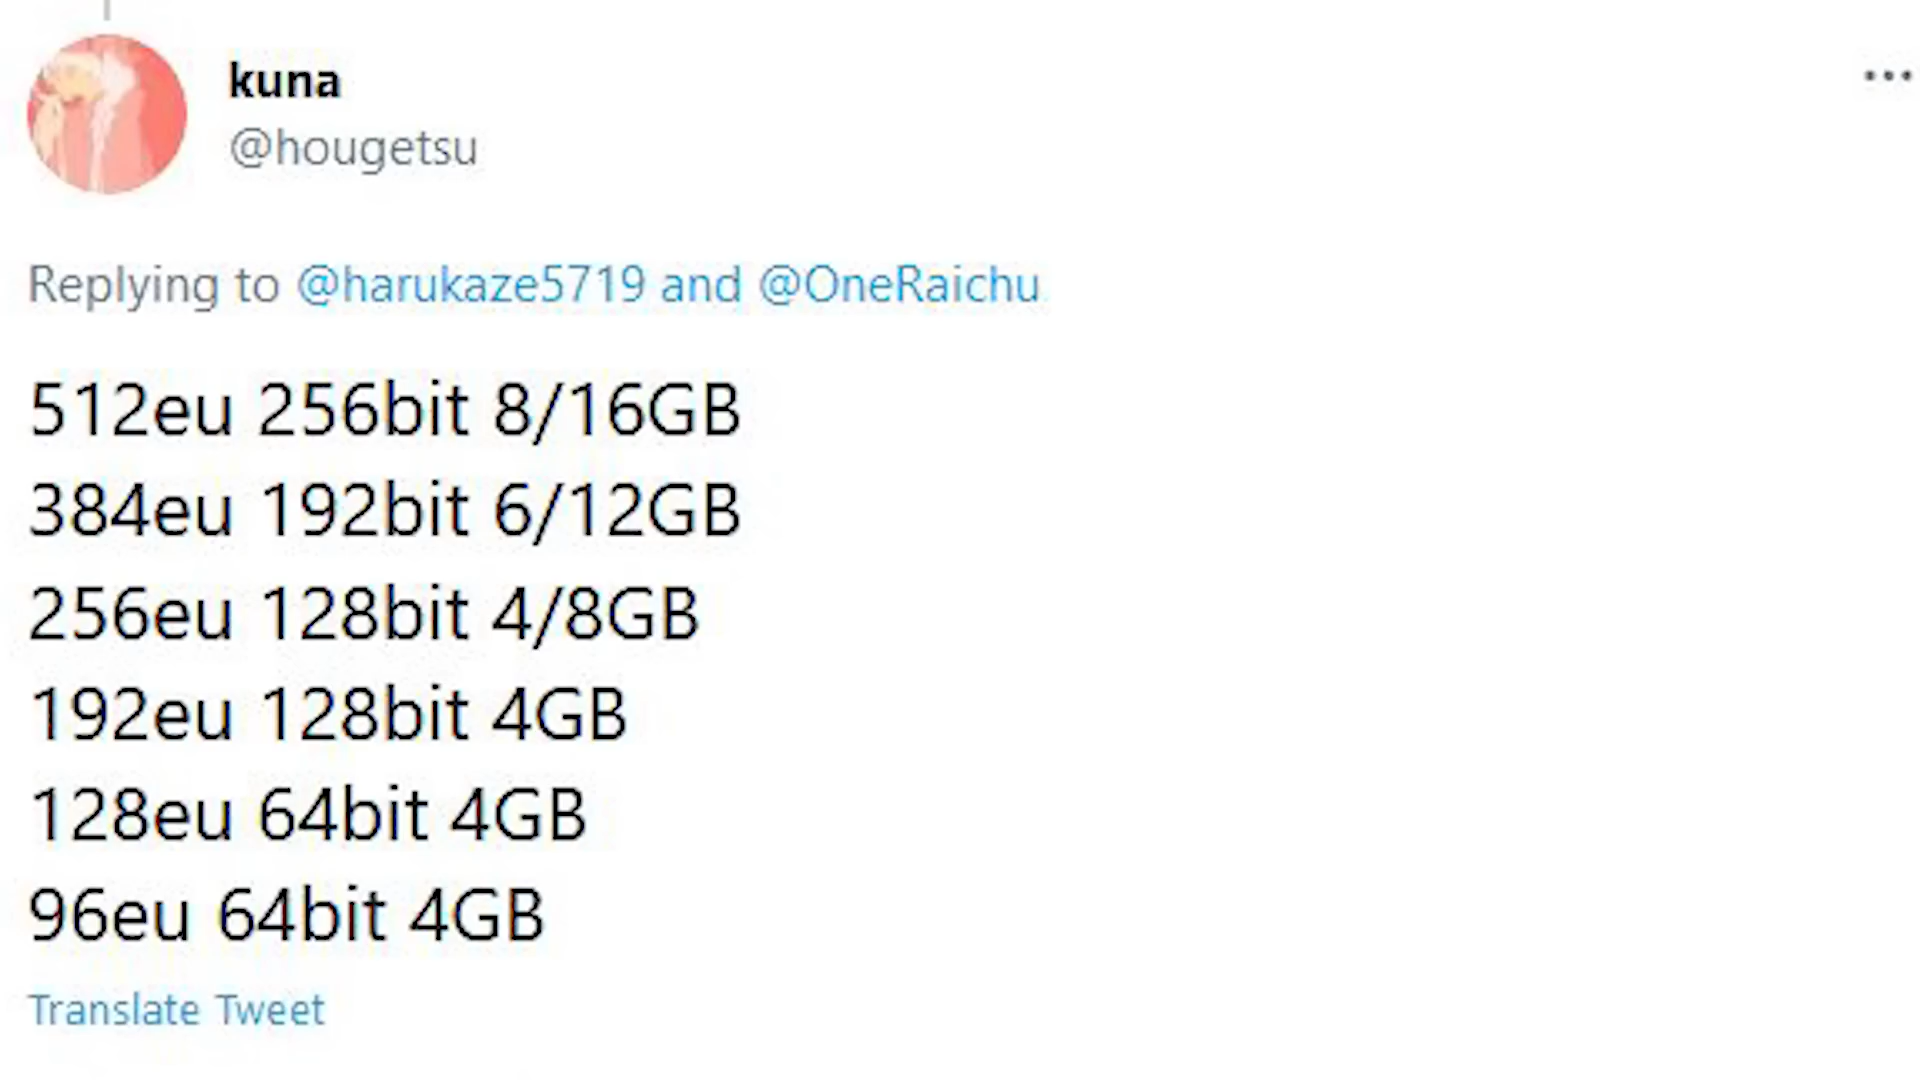 kuna
@hougetsu
Replying to @harukaze5719 and @OneRaichu
512eu 256bit 8/16GB
384eu 192bit 6/12GB
256eu 128bit 4/8GB
192eu 128bit 4GB
128eu 64bit 4GB
96eu 64bit 4GB
Translate Tweet